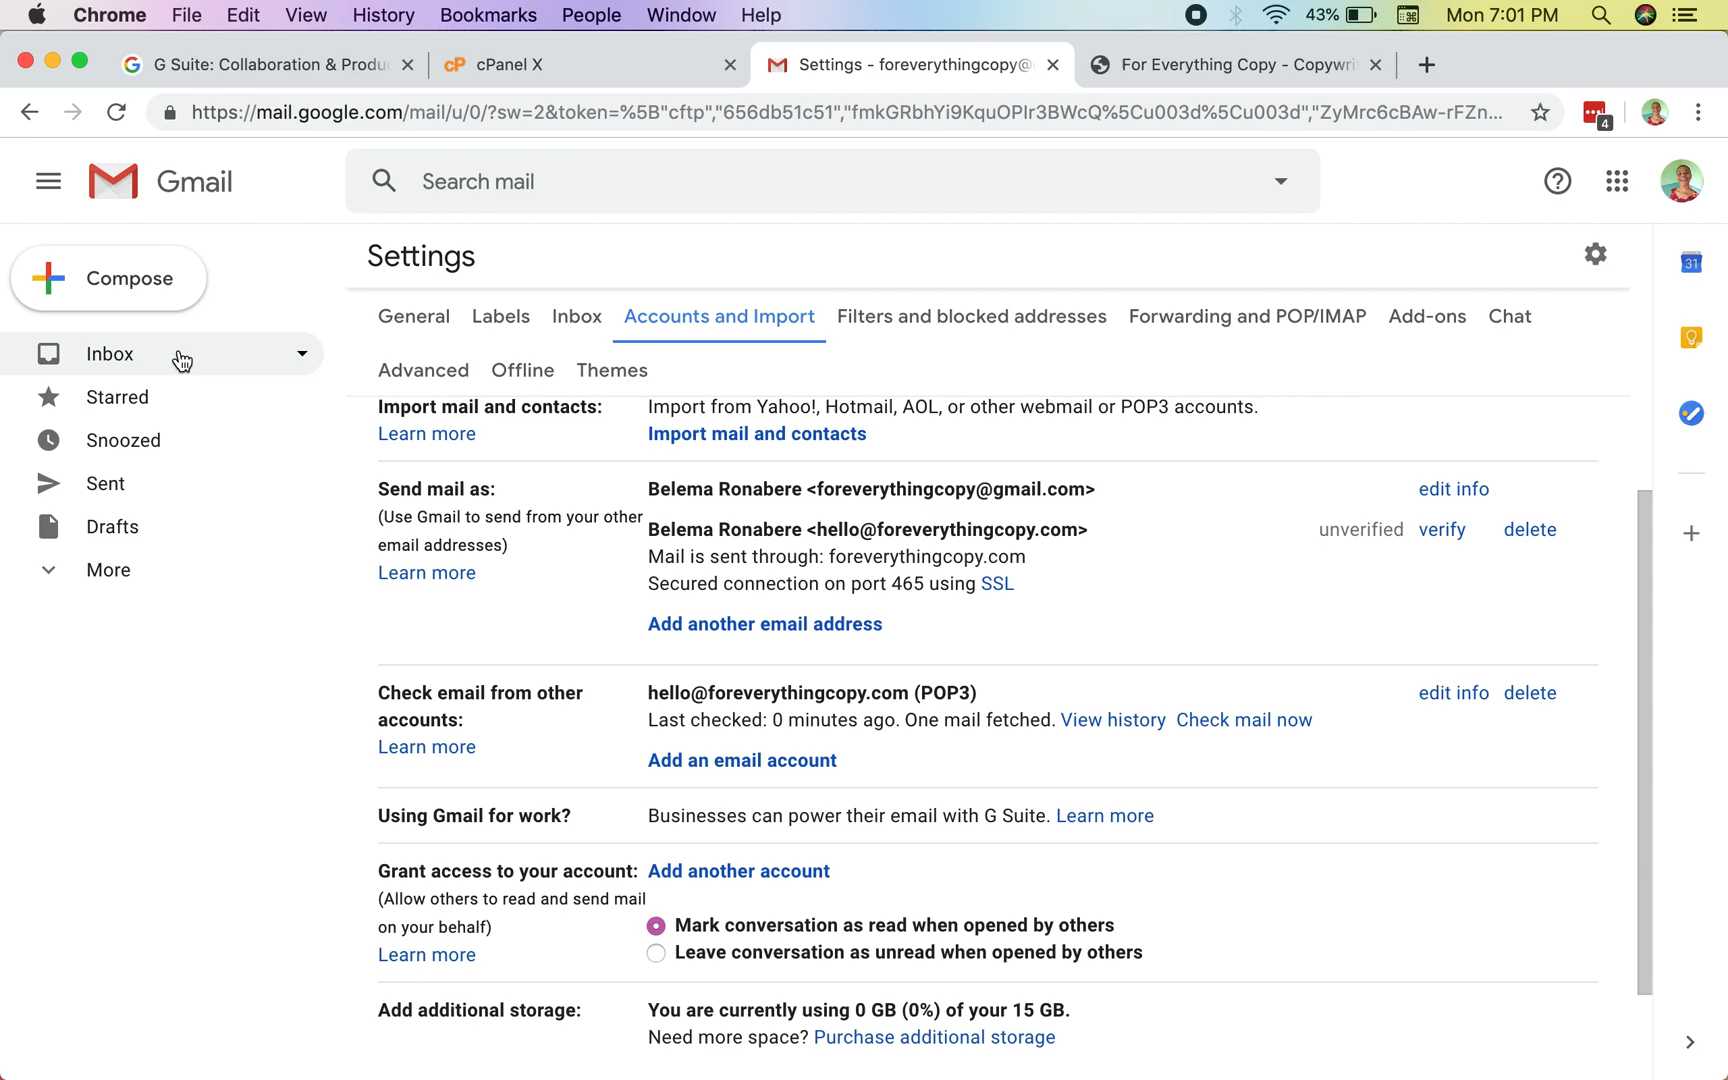 Chrome File Edit View History Bookmarks People Window Help 43% Mon 7:01 PM
G Suite: Collaboration & Produ cP cPanel X Settings - foreverythingcopy@ For Everything Copy - Copywri
https://mail.google.com/mail/u/0/?sw=2&token=%5B"cftp","656db51c51","fmkGRbhYi9KquOPIr3BWcQ%5Cu003d%5Cu003d","ZyMrc6cBAw-rFZn... 4
Gmail Search mail
Compose
Settings
31
General Labels Inbox Accounts and Import Filters and blocked addresses Forwarding and POP/IMAP Add-ons Chat
Advanced Offline Themes
Inbox
Starred
Snoozed
Sent
Drafts
More
Import mail and contacts: Import from Yahoo!, Hotmail, AOL, or other webmail or POP3 accounts.
Learn more Import mail and contacts
Send mail as: Belema Ronabere <foreverythingcopy@gmail.com> edit info
(Use Gmail to send from your other
email addresses)
Learn more
Belema Ronabere <hello@foreverythingcopy.com> unverified verify delete
Mail is sent through: foreverythingcopy.com
Secured connection on port 465 using SSL
Add another email address
Check email from other
accounts:
Learn more
hello@foreverythingcopy.com (POP3) edit info delete
Last checked: 0 minutes ago. One mail fetched. View history Check mail now
Add an email account
Using Gmail for work? Businesses can power their email with G Suite. Learn more
Grant access to your account: Add another account
(Allow others to read and send mail
on your behalf)
Learn more
Mark conversation as read when opened by others
Leave conversation as unread when opened by others
Add additional storage: You are currently using 0 GB (0%) of your 15 GB.
Need more space? Purchase additional storage